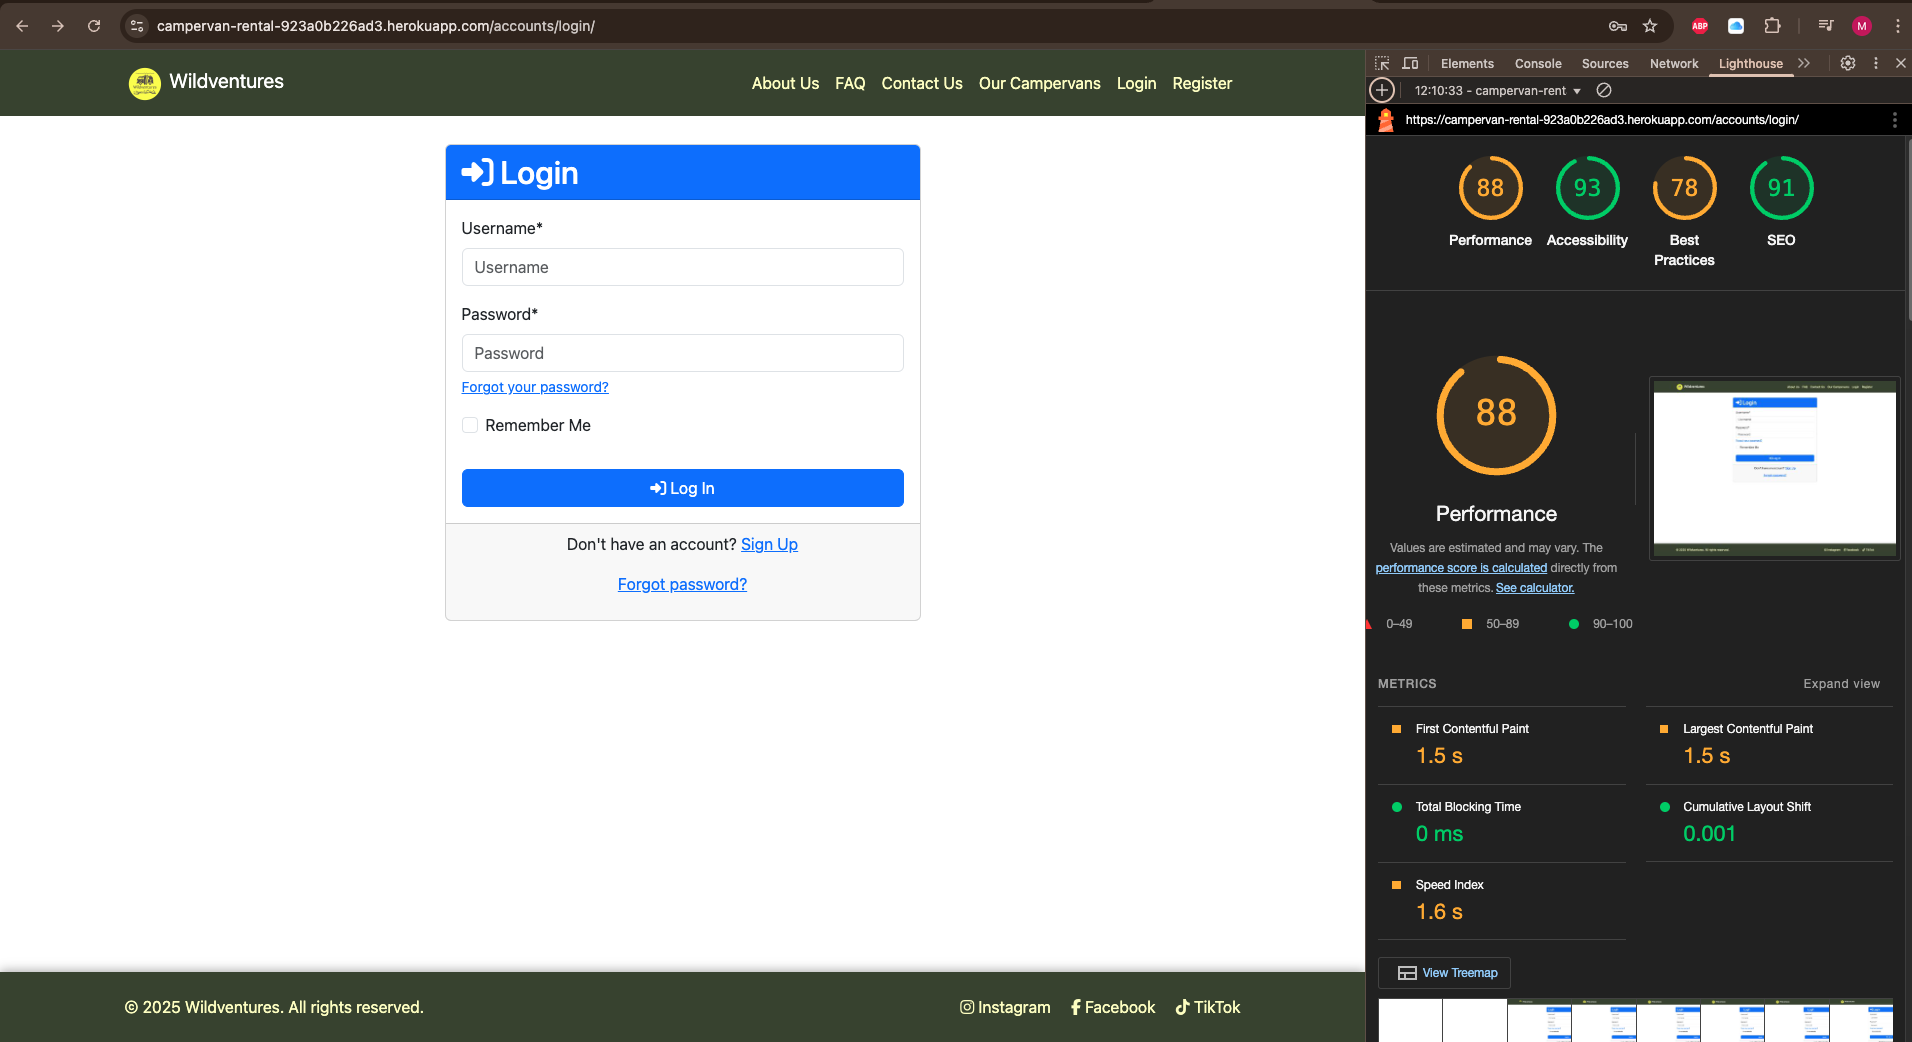 campervan-rental-923a0b226ad3.herokuapp.com/accounts/login/
ABP
M
Wildventures
About Us FAQ Contact Us Our Campervans Login Register
Login
Username*
Username
Password*
Password
Forgot your password?
Remember Me
Log In
Don't have an account? Sign Up
Forgot password?
© 2025 Wildventures. All rights reserved.
Instagram Facebook TikTok
Elements Console Sources Network Lighthouse
12:10:33 - campervan-rent
https://campervan-rental-923a0b226ad3.herokuapp.com/accounts/login/
88 93 78 91
Performance Accessibility Best Practices SEO
88
Performance
Values are estimated and may vary. The
performance score is calculated directly from
these metrics. See calculator.
0–49 50–89 90–100
METRICS Expand view
First Contentful Paint
1.5 s
Largest Contentful Paint
1.5 s
Total Blocking Time
0 ms
Cumulative Layout Shift
0.001
Speed Index
1.6 s
View Treemap